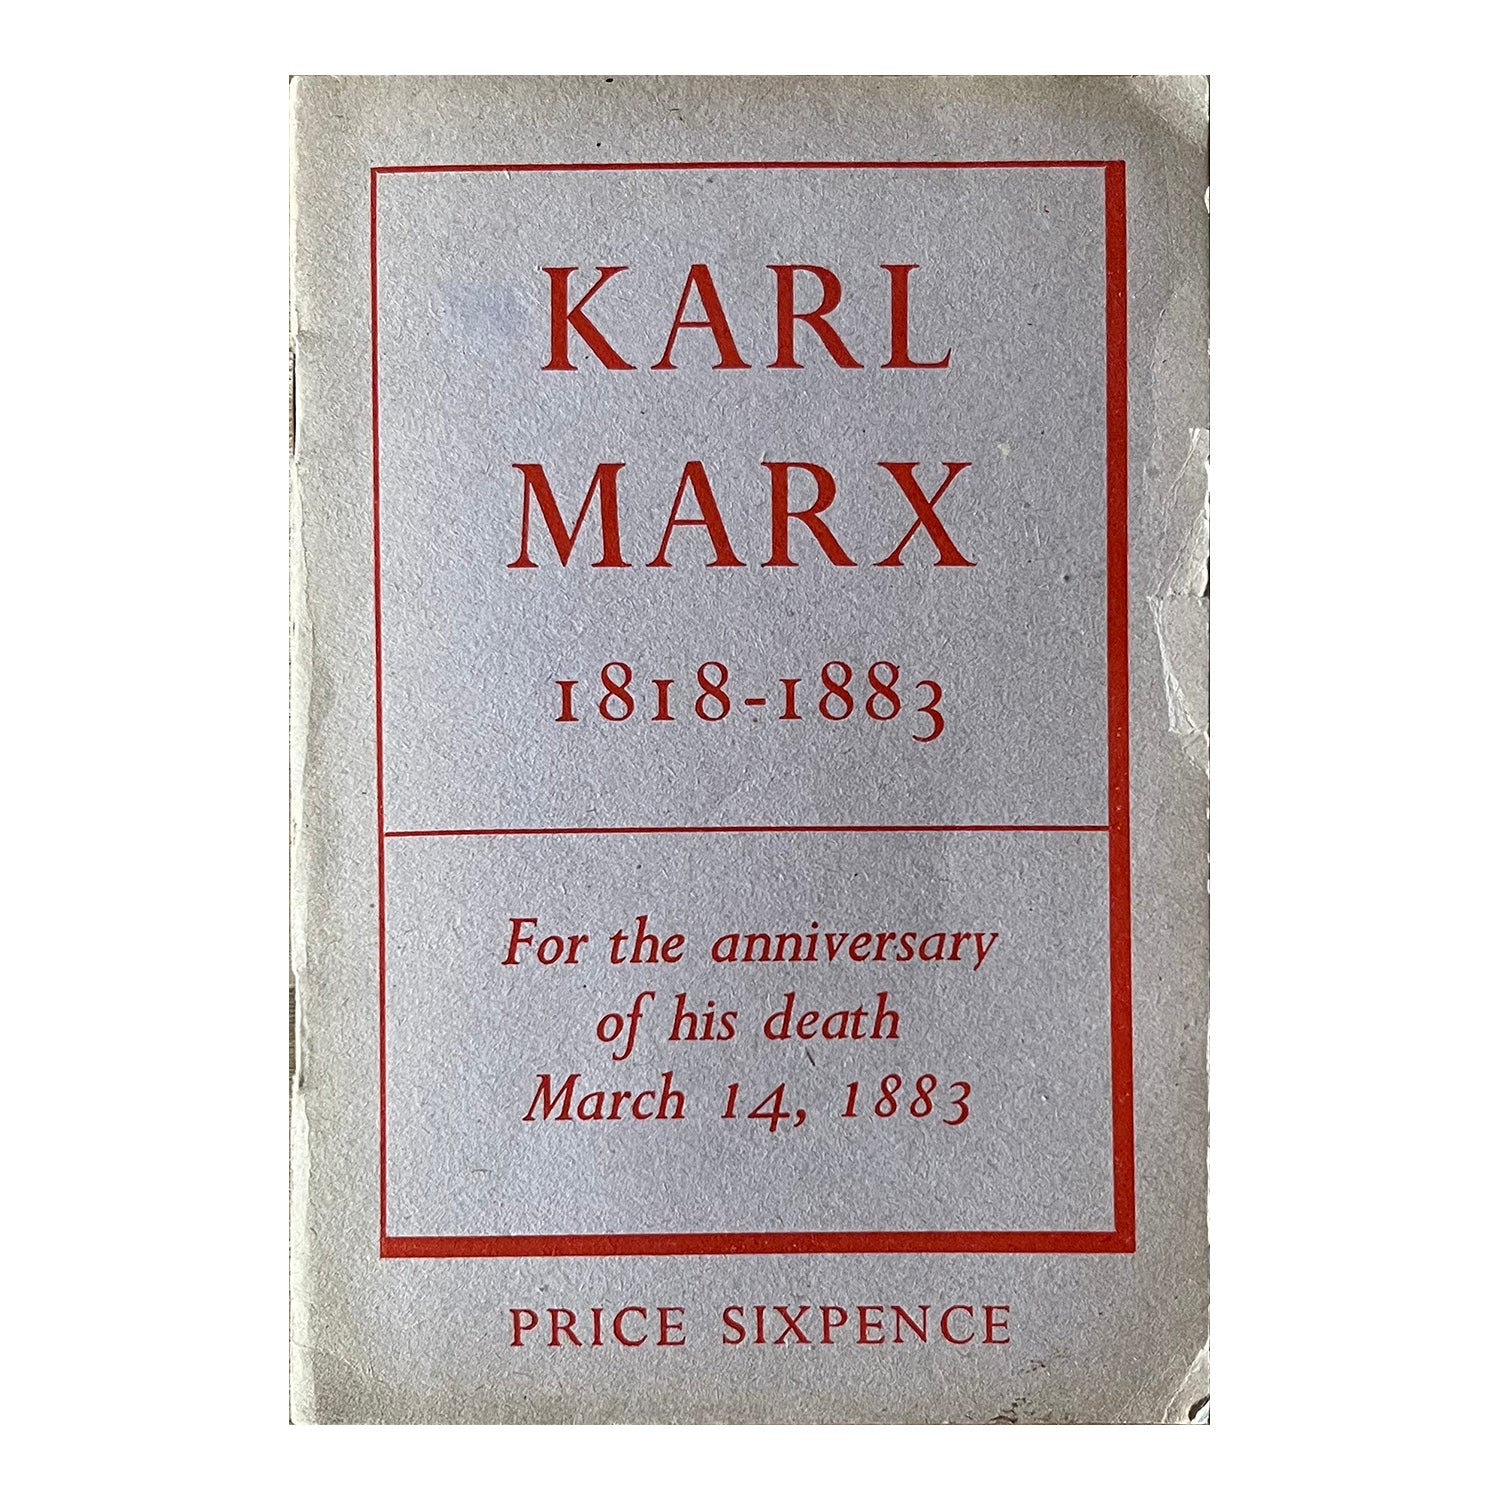 KARL
MARX
1818-1883
For the anniversary
of his death
March 14, 1883
PRICE SIXPENCE